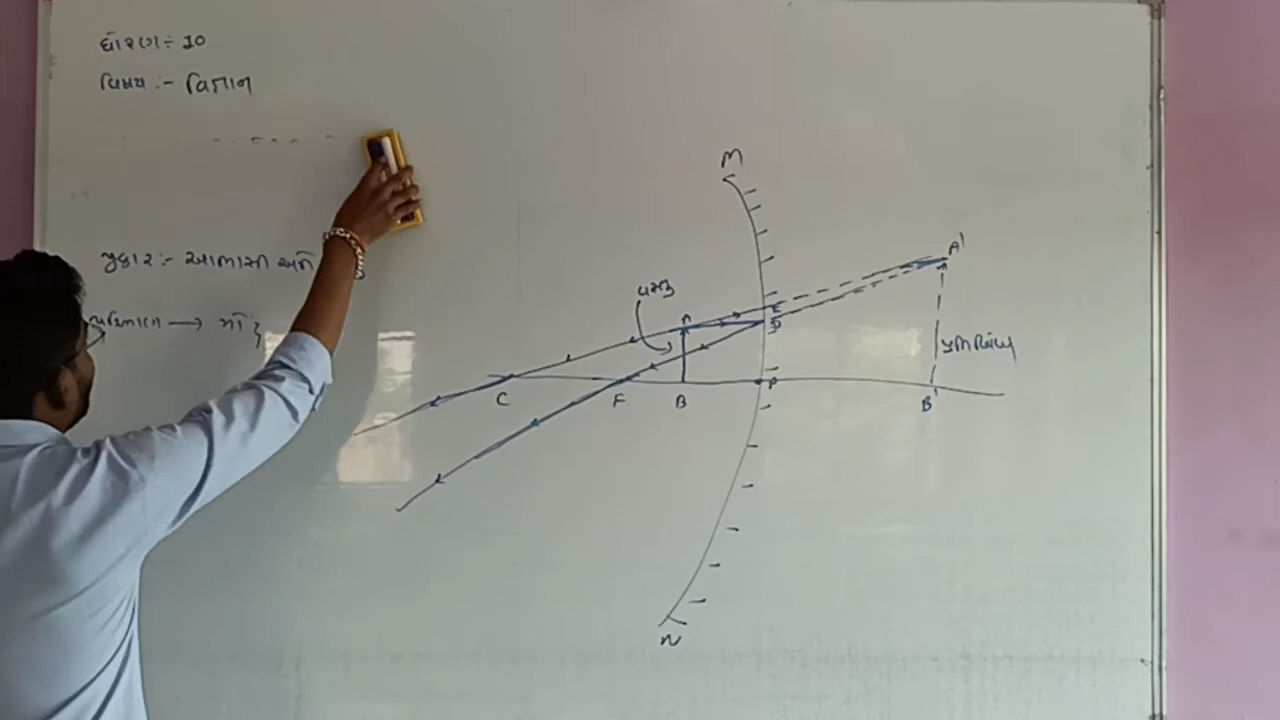 ધોરણ ÷ 10
વિષય :- વિજ્ઞાન
પ્રકાર :- આભાસી અને
→ મોટું
M
A'
વસ્તુ
A
E
D
પ્રતિબિંબ
C
F
B
P
B'
N